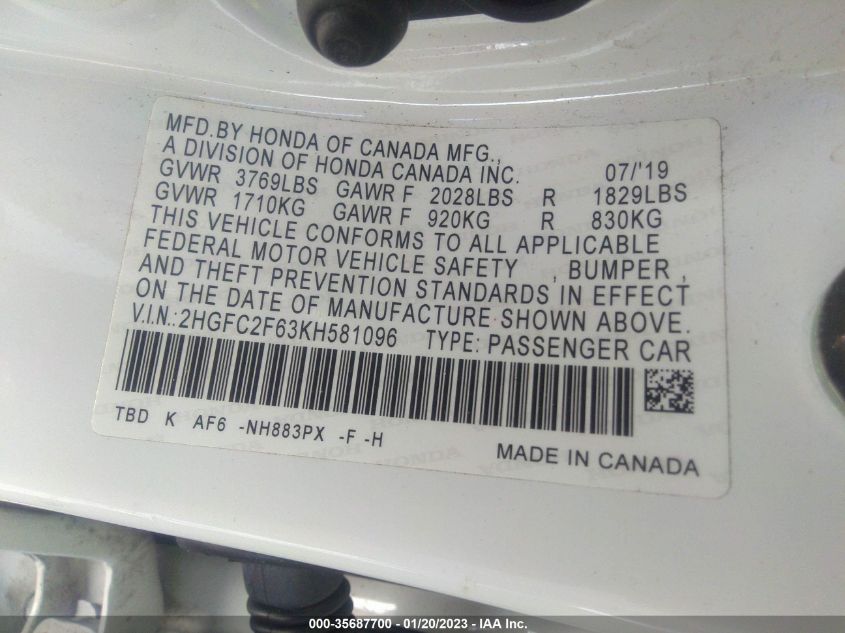 MFD.BY HONDA OF CANADA MFG.,
A DIVISION OF HONDA CANADA INC. 07/'19
GVWR 3769LBS GAWR F 2028LBS R 1829LBS
GVWR 1710KG GAWR F 920KG R 830KG
THIS VEHICLE CONFORMS TO ALL APPLICABLE
FEDERAL MOTOR VEHICLE SAFETY , BUMPER ,
AND THEFT PREVENTION STANDARDS IN EFFECT
ON THE DATE OF MANUFACTURE SHOWN ABOVE.
V.I.N.:2HGFC2F63KH581096 TYPE: PASSENGER CAR
TBD K AF6 -NH883PX -F -H
MADE IN CANADA
000-35687700 - 01/20/2023 - IAA Inc.